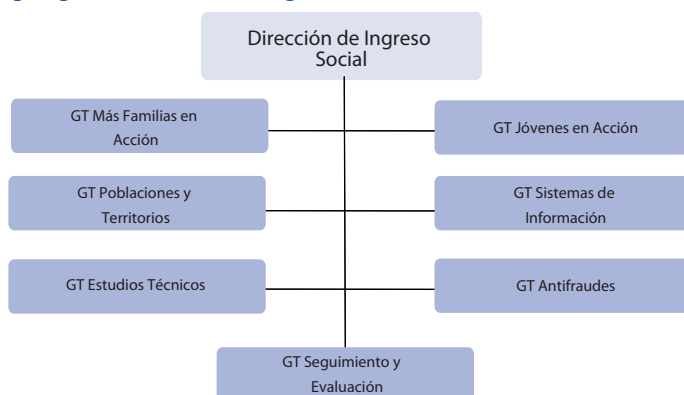 Dirección de Ingreso
Social
GT Más Familias en
Acción
GT Jóvenes en Acción
GT Poblaciones y
Territorios
GT Sistemas de
Información
GT Estudios Técnicos
GT Antifraudes
GT Seguimiento y
Evaluación